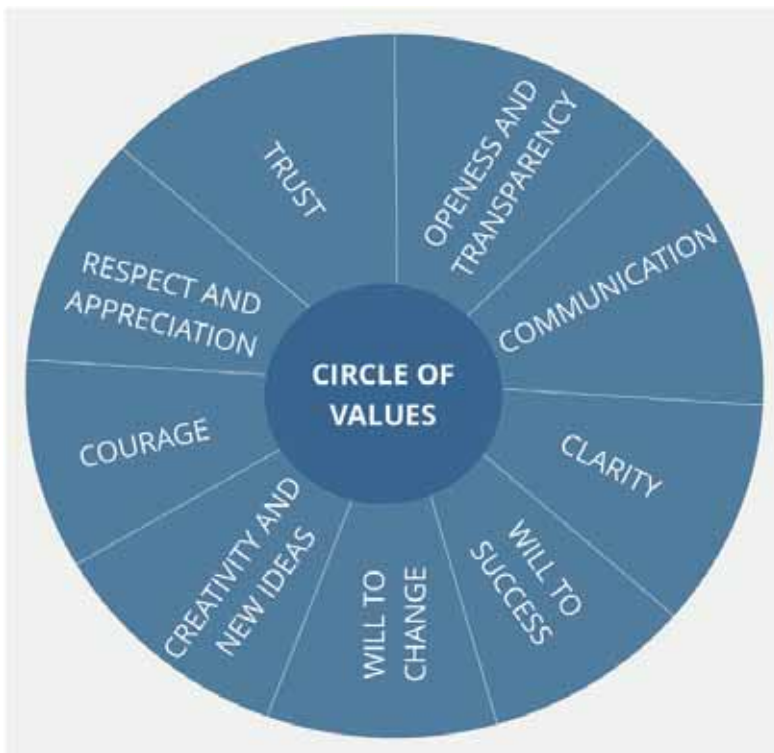 CIRCLE OF
VALUES
OPENESS AND
TRANSPARENCY
COMMUNICATION
CLARITY
WILL TO
SUCCESS
WILL TO
CHANGE
CREATIVITY AND
NEW IDEAS
COURAGE
RESPECT AND
APPRECIATION
TRUST